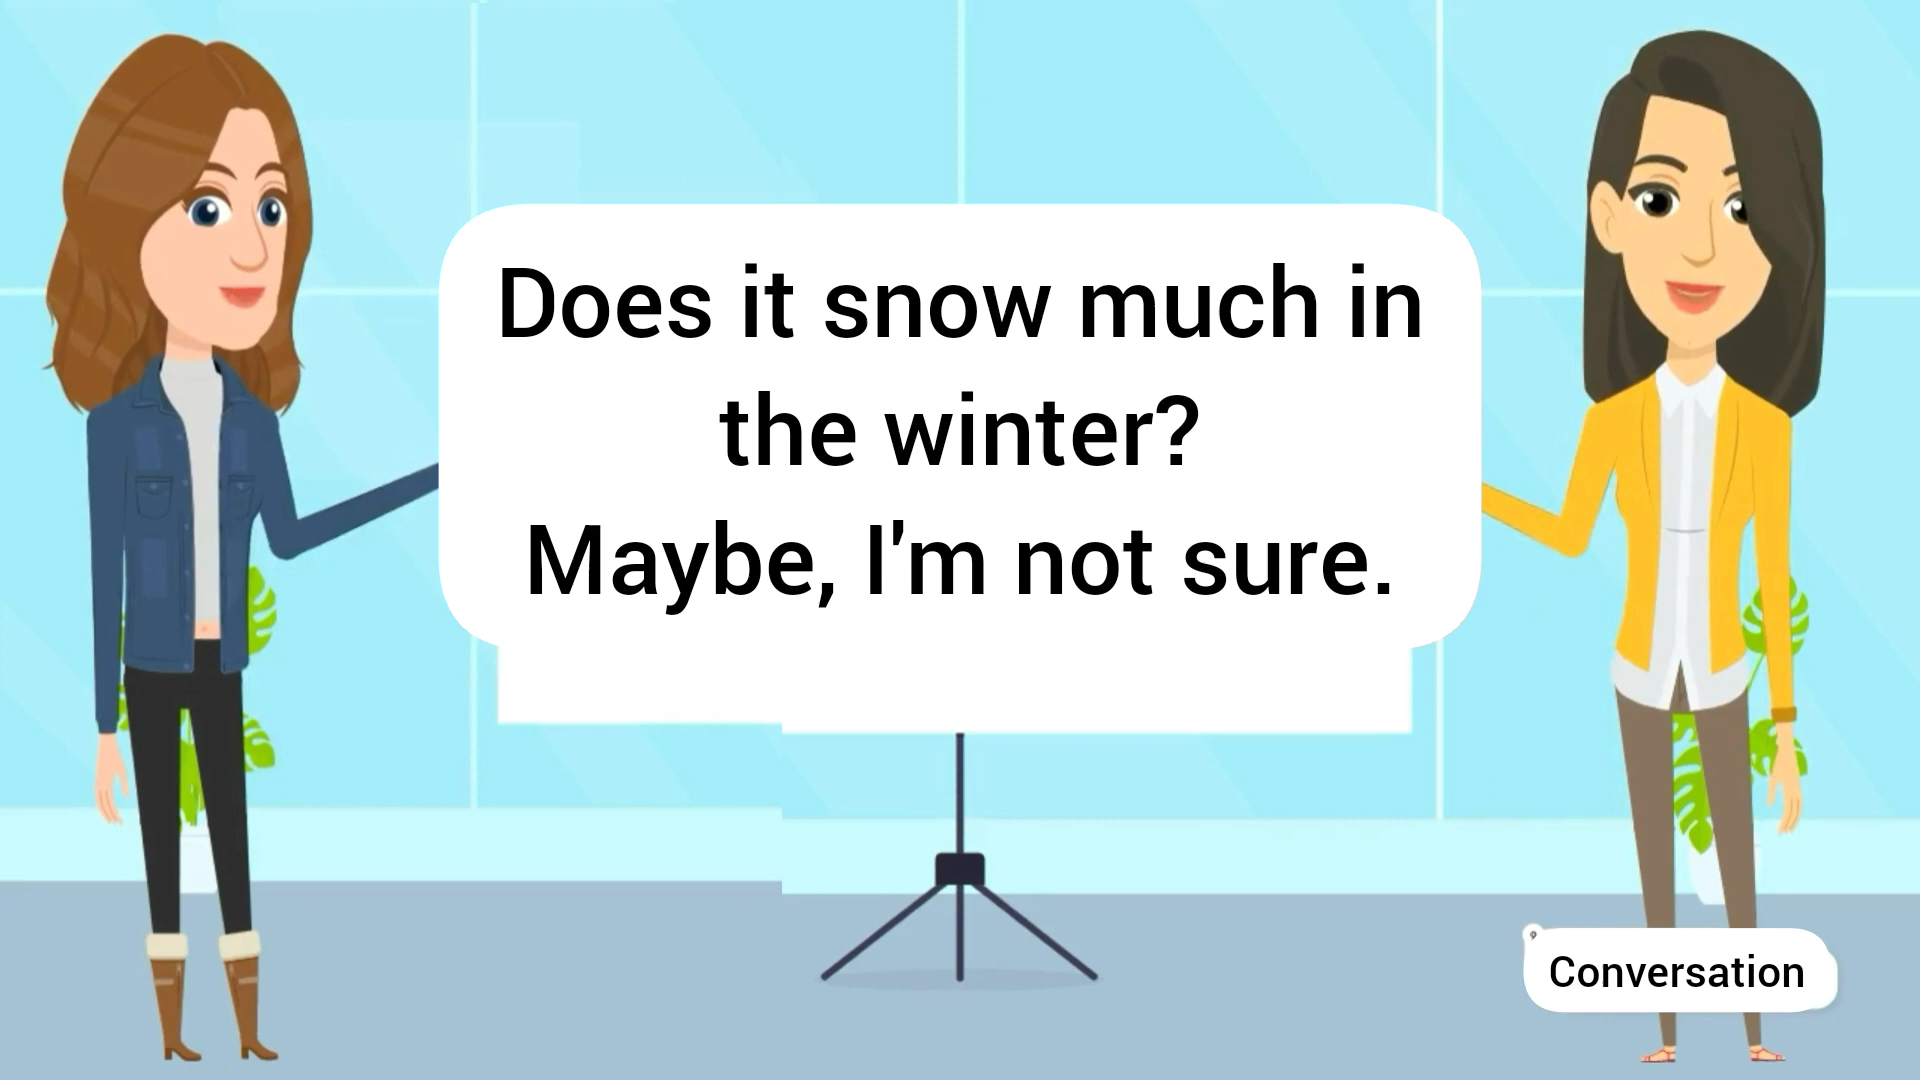 Does it snow much in
the winter?
Maybe, I'm not sure.
Conversation